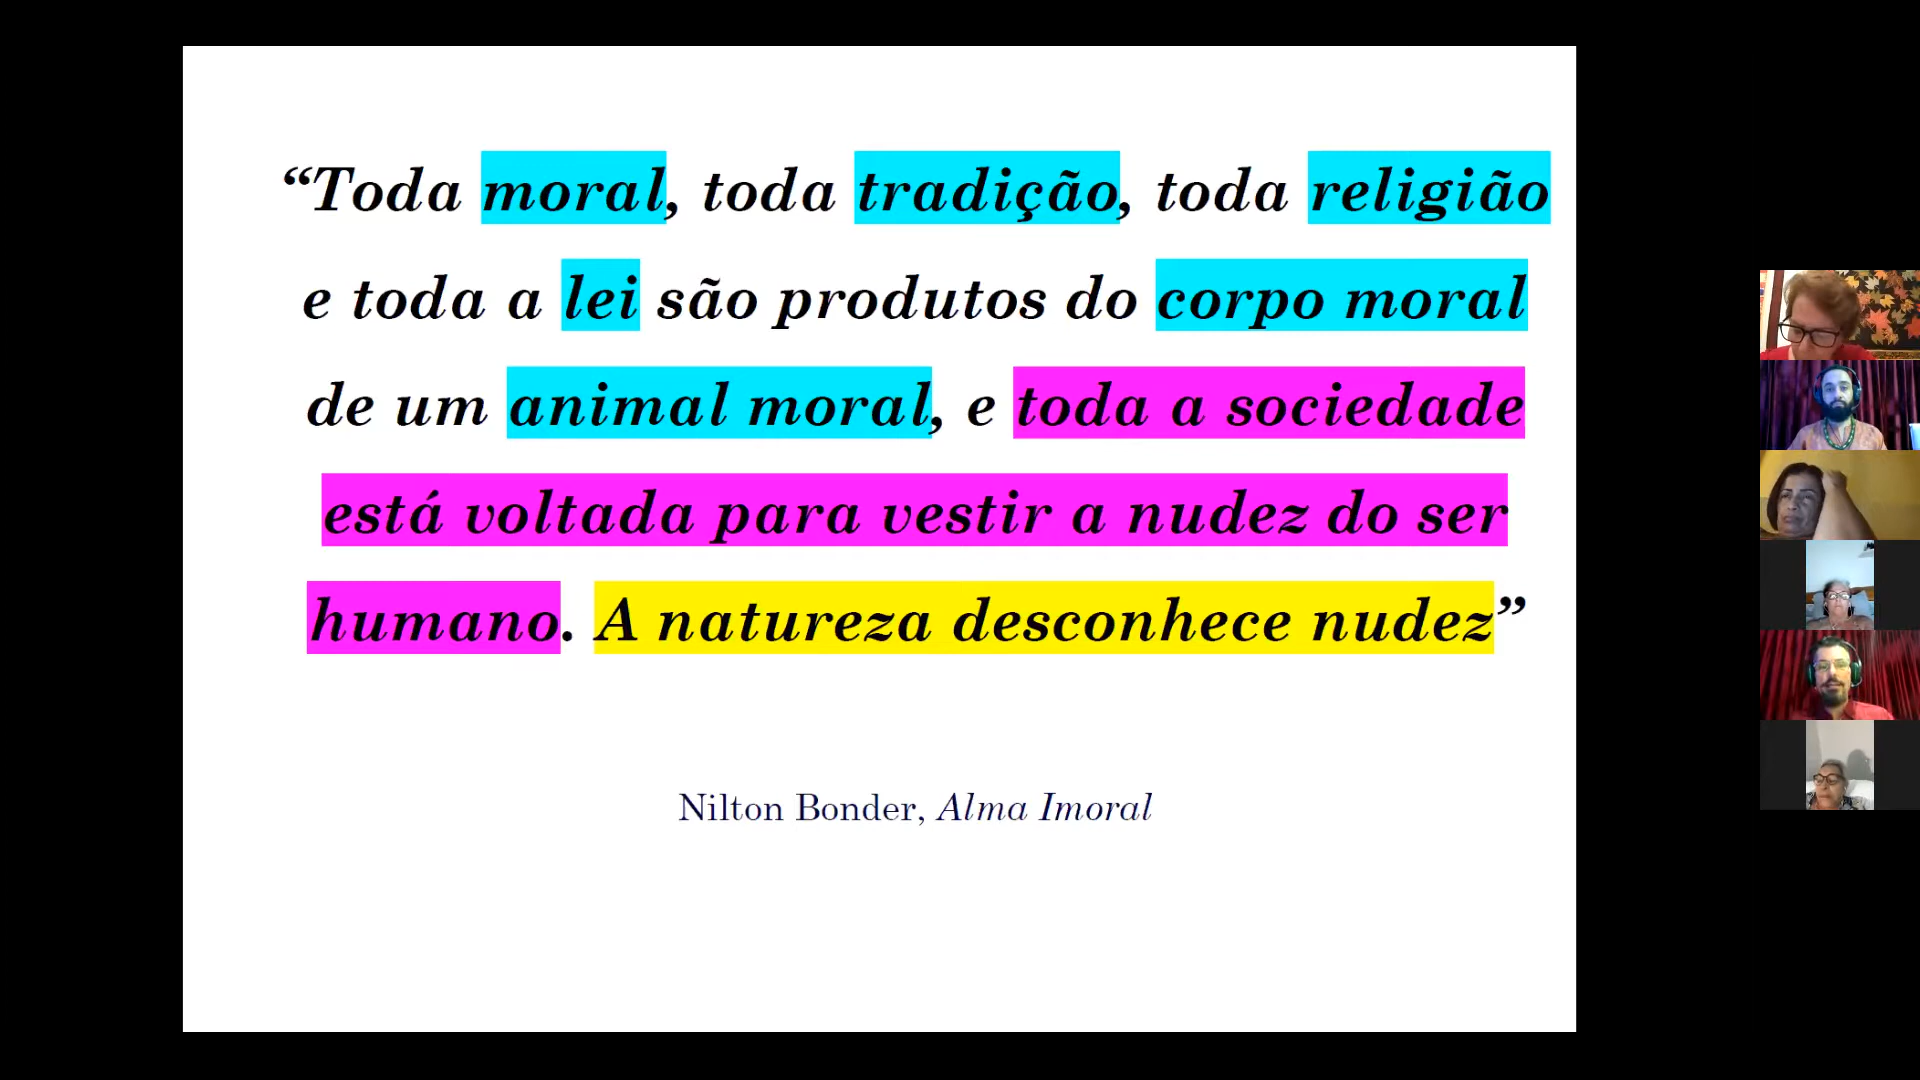 “Toda moral, toda tradição, toda religião
e toda a lei são produtos do corpo moral
de um animal moral, e toda a sociedade
está voltada para vestir a nudez do ser
humano. A natureza desconhece nudez”
Nilton Bonder, Alma Imoral